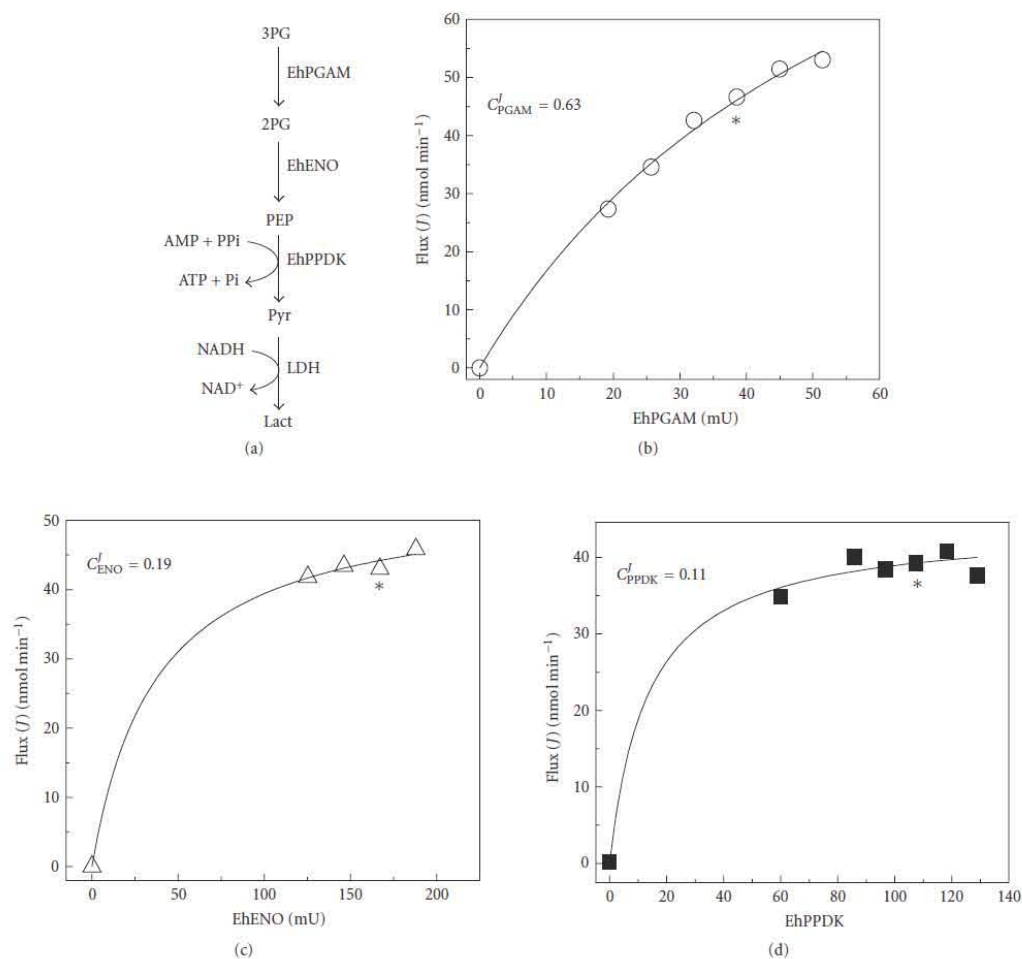 3PG
EhPGAM
2PG
EhENO
PEP
AMP + PPi
EhPPDK
ATP + Pi
Pyr
NADH
LDH
NAD⁺
Lact
(a)
60
50
40
30
20
10
0
Flux (J) (nmol min⁻¹)
C^J_PGAM = 0.63
*
0 10 20 30 40 50 60
EhPGAM (mU)
(b)
50
40
30
20
10
0
Flux (J) (nmol min⁻¹)
C^J_ENO = 0.19
*
0 50 100 150 200
EhENO (mU)
(c)
40
30
20
10
0
Flux (J) (nmol min⁻¹)
C^J_PPDK = 0.11
*
0 20 40 60 80 100 120 140
EhPPDK
(d)